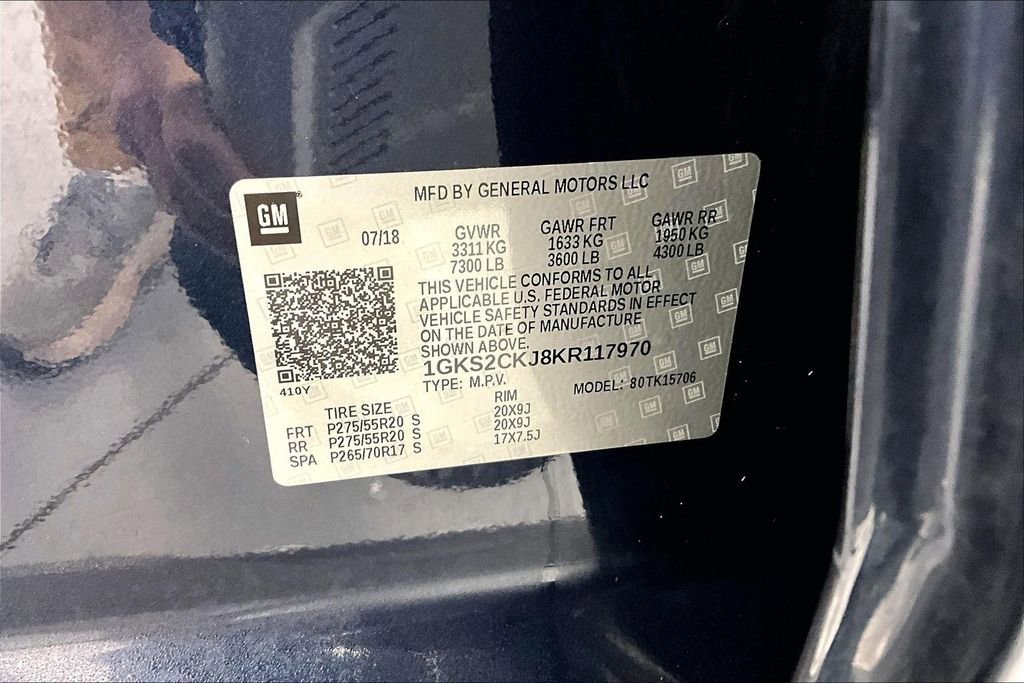 MFD BY GENERAL MOTORS LLC
GM
07/18
GVWR GAWR FRT GAWR RR
3311 KG 1633 KG 1950 KG
7300 LB 3600 LB 4300 LB
THIS VEHICLE CONFORMS TO ALL
APPLICABLE U.S. FEDERAL MOTOR
VEHICLE SAFETY STANDARDS IN EFFECT
ON THE DATE OF MANUFACTURE
SHOWN ABOVE.
1GKS2CKJ8KR117970
TYPE: M.P.V. MODEL: 80TK15706
410Y
TIRE SIZE RIM
FRT P275/55R20 S 20X9J
RR P275/55R20 S 20X9J
SPA P265/70R17 S 17X7.5J